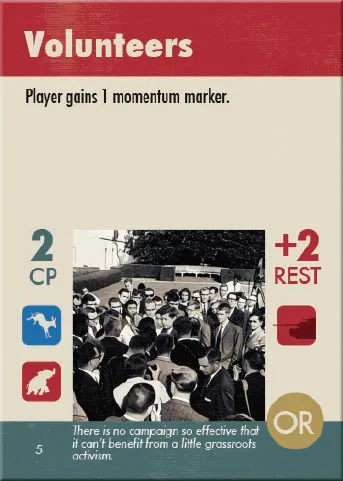 Volunteers
Player gains 1 momentum marker.
2
CP
+2
REST
OR
There is no campaign so effective that
it can't benefit from a little grassroots
activism.
5